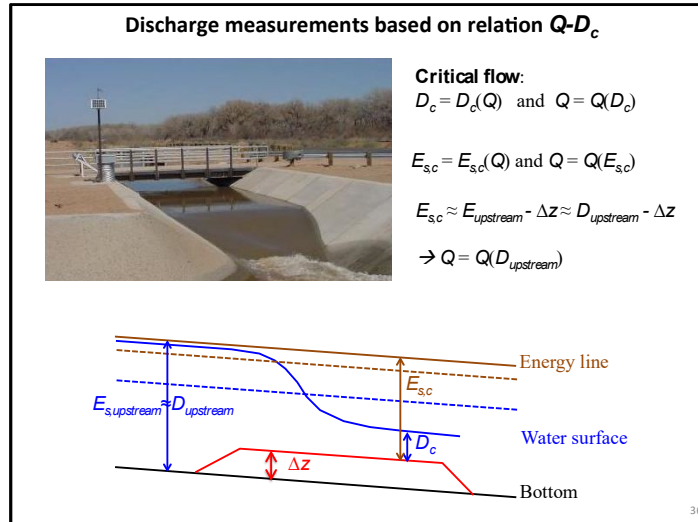 Discharge measurements based on relation Q-Dc
Critical flow:
Dc = Dc(Q) and Q = Q(Dc)
Es,c = Es,c(Q) and Q = Q(Es,c)
Es,c ≈ Eupstream - Δz ≈ Dupstream - Δz
→ Q = Q(Dupstream)
Energy line
Es,c
Es,upstream≈Dupstream
Water surface
Dc
Δz
Bottom